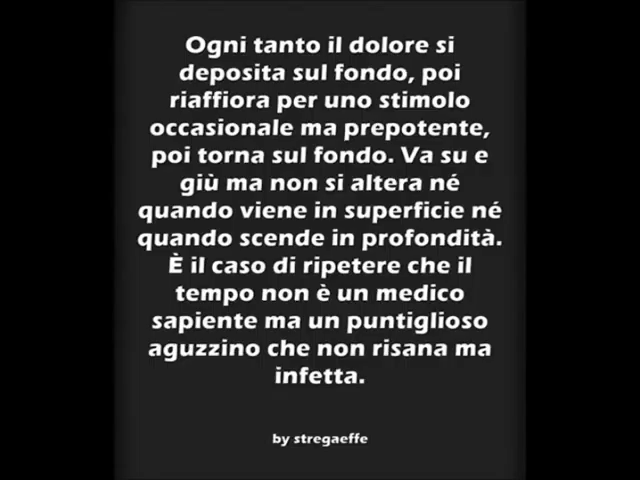 Ogni tanto il dolore si
deposita sul fondo, poi
riaffiora per uno stimolo
occasionale ma prepotente,
poi torna sul fondo. Va su e
giù ma non si altera né
quando viene in superficie né
quando scende in profondità.
È il caso di ripetere che il
tempo non è un medico
sapiente ma un puntiglioso
aguzzino che non risana ma
infetta.
by stregaeffe